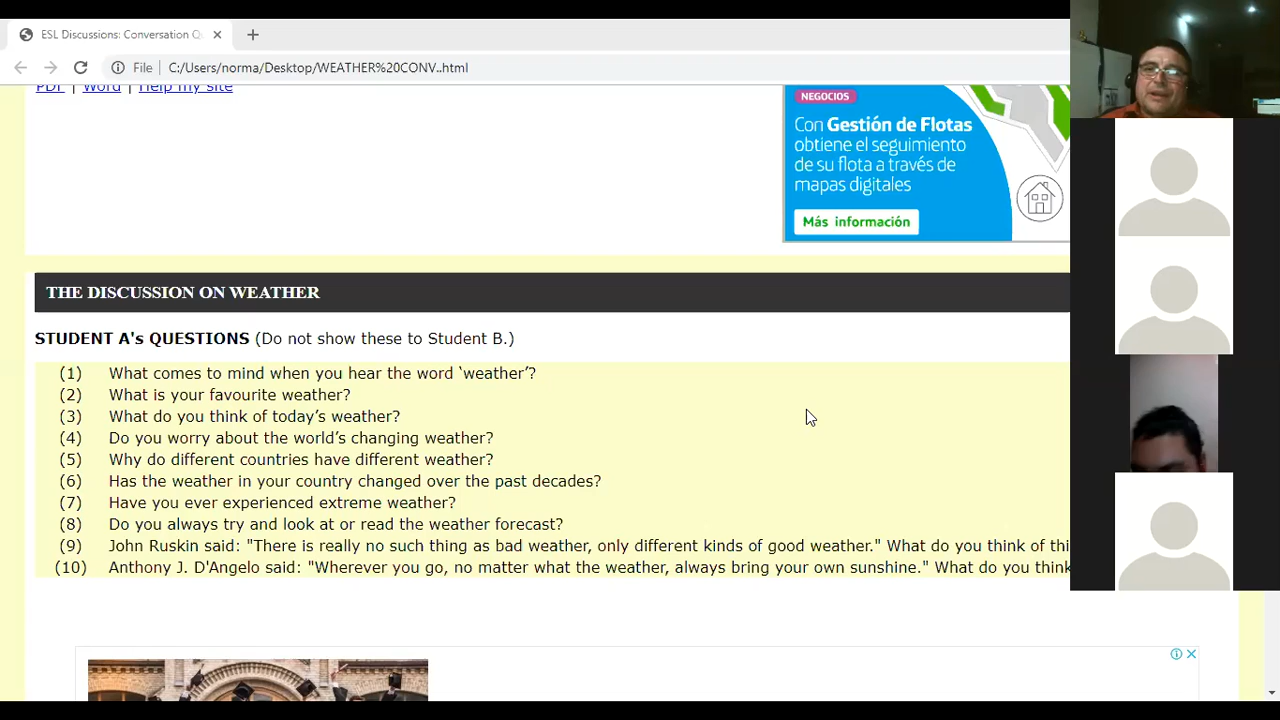 ESL Discussions: Conversation Q
File
C:/Users/norma/Desktop/WEATHER%20CONV..html
PDF | Word | Help my site
NEGOCIOS
Con Gestión de Flotas
obtiene el seguimiento
de su flota a través de
mapas digitales
Más información
THE DISCUSSION ON WEATHER
STUDENT A's QUESTIONS (Do not show these to Student B.)
(1) What comes to mind when you hear the word ‘weather’?
(2) What is your favourite weather?
(3) What do you think of today’s weather?
(4) Do you worry about the world’s changing weather?
(5) Why do different countries have different weather?
(6) Has the weather in your country changed over the past decades?
(7) Have you ever experienced extreme weather?
(8) Do you always try and look at or read the weather forecast?
(9) John Ruskin said: "There is really no such thing as bad weather, only different kinds of good weather." What do you think of thi
(10) Anthony J. D'Angelo said: "Wherever you go, no matter what the weather, always bring your own sunshine." What do you think